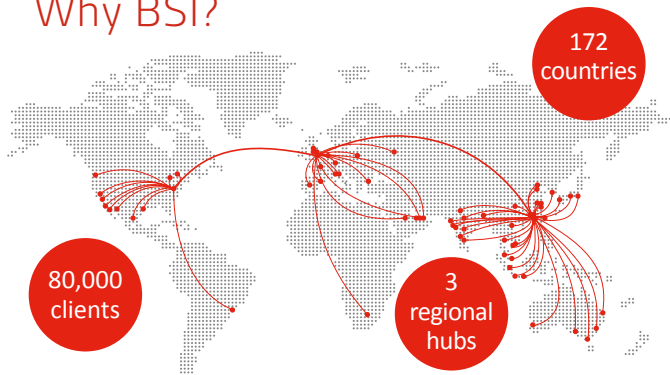 Why BSI?
172
countries
80,000
clients
3
regional
hubs